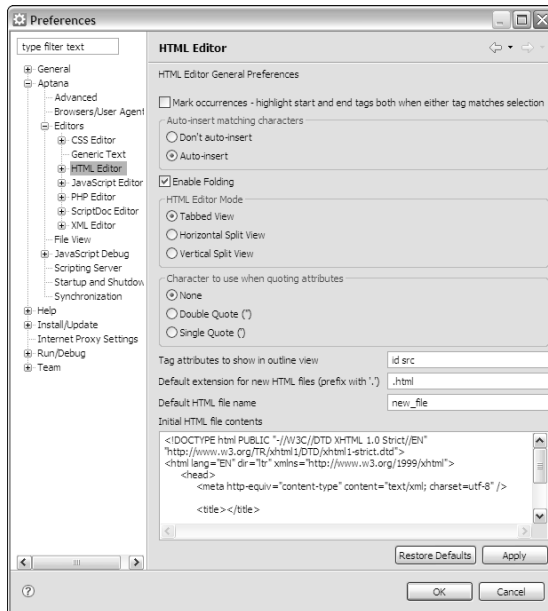 Preferences
type filter text
General
Aptana
Advanced
Browsers/User Agent
Editors
CSS Editor
Generic Text
HTML Editor
JavaScript Editor
PHP Editor
ScriptDoc Editor
XML Editor
File View
JavaScript Debug
Scripting Server
Startup and Shutdow
Synchronization
Help
Install/Update
Internet Proxy Settings
Run/Debug
Team
HTML Editor
HTML Editor General Preferences
Mark occurrences - highlight start and end tags both when either tag matches selection
Auto-insert matching characters
Don't auto-insert
Auto-insert
Enable Folding
HTML Editor Mode
Tabbed View
Horizontal Split View
Vertical Split View
Character to use when quoting attributes
None
Double Quote (")
Single Quote (')
Tag attributes to show in outline view id src
Default extension for new HTML files (prefix with '.') .html
Default HTML file name new_file
Initial HTML file contents
<!DOCTYPE html PUBLIC "-//W3C//DTD XHTML 1.0 Strict//EN"
"http://www.w3.org/TR/xhtml1/DTD/xhtml1-strict.dtd">
<html lang="EN" dir="ltr" xmlns="http://www.w3.org/1999/xhtml">
<head>
<meta http-equiv="content-type" content="text/xml; charset=utf-8" />
<title></title>
Restore Defaults Apply
? OK Cancel